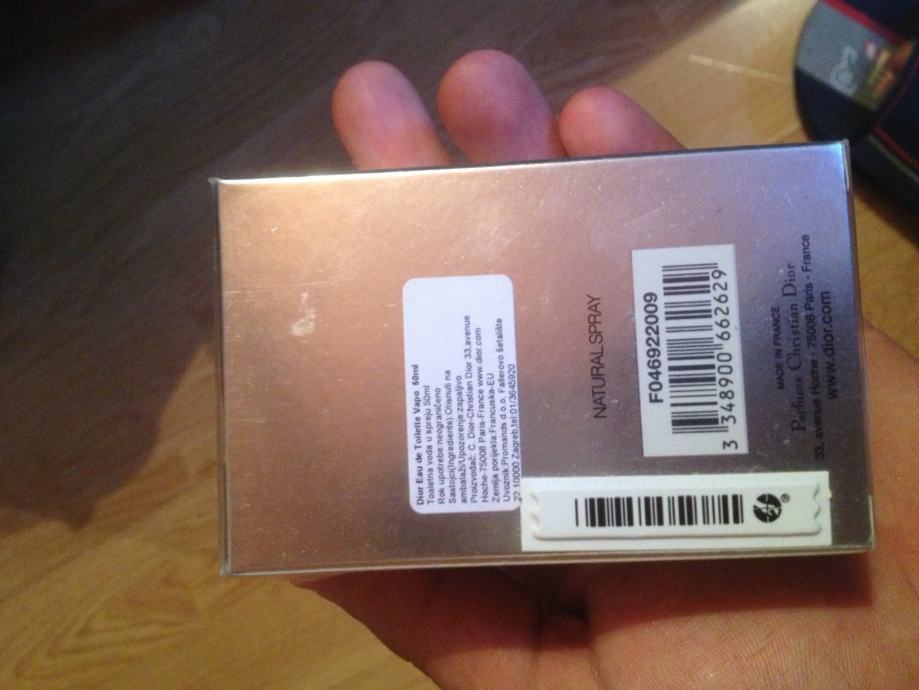 Dior Eau de Toilette Vapo 50ml
Toaletna voda u spreju 50ml
Rok upotrebe:neograničeno
Sastojci(Ingredients):Otisnuti na
ambalaži/Upozorenje:zapaljivo
Proizvođač: C. Dior-Christian Dior 33,avenue
Hoche-75008 Paris-France www.dior.com
Zemlja porijekla:Francuska-EU
Uvoznik:Promanos d.o.o. Fallerovo šetalište
22,10000 Zagreb,tel:01/3645920
NATURAL SPRAY
F046922009
3 348900 662629
MADE IN FRANCE
Parfums Christian Dior
33, avenue Hoche - 75008 Paris - France
www.dior.com
®